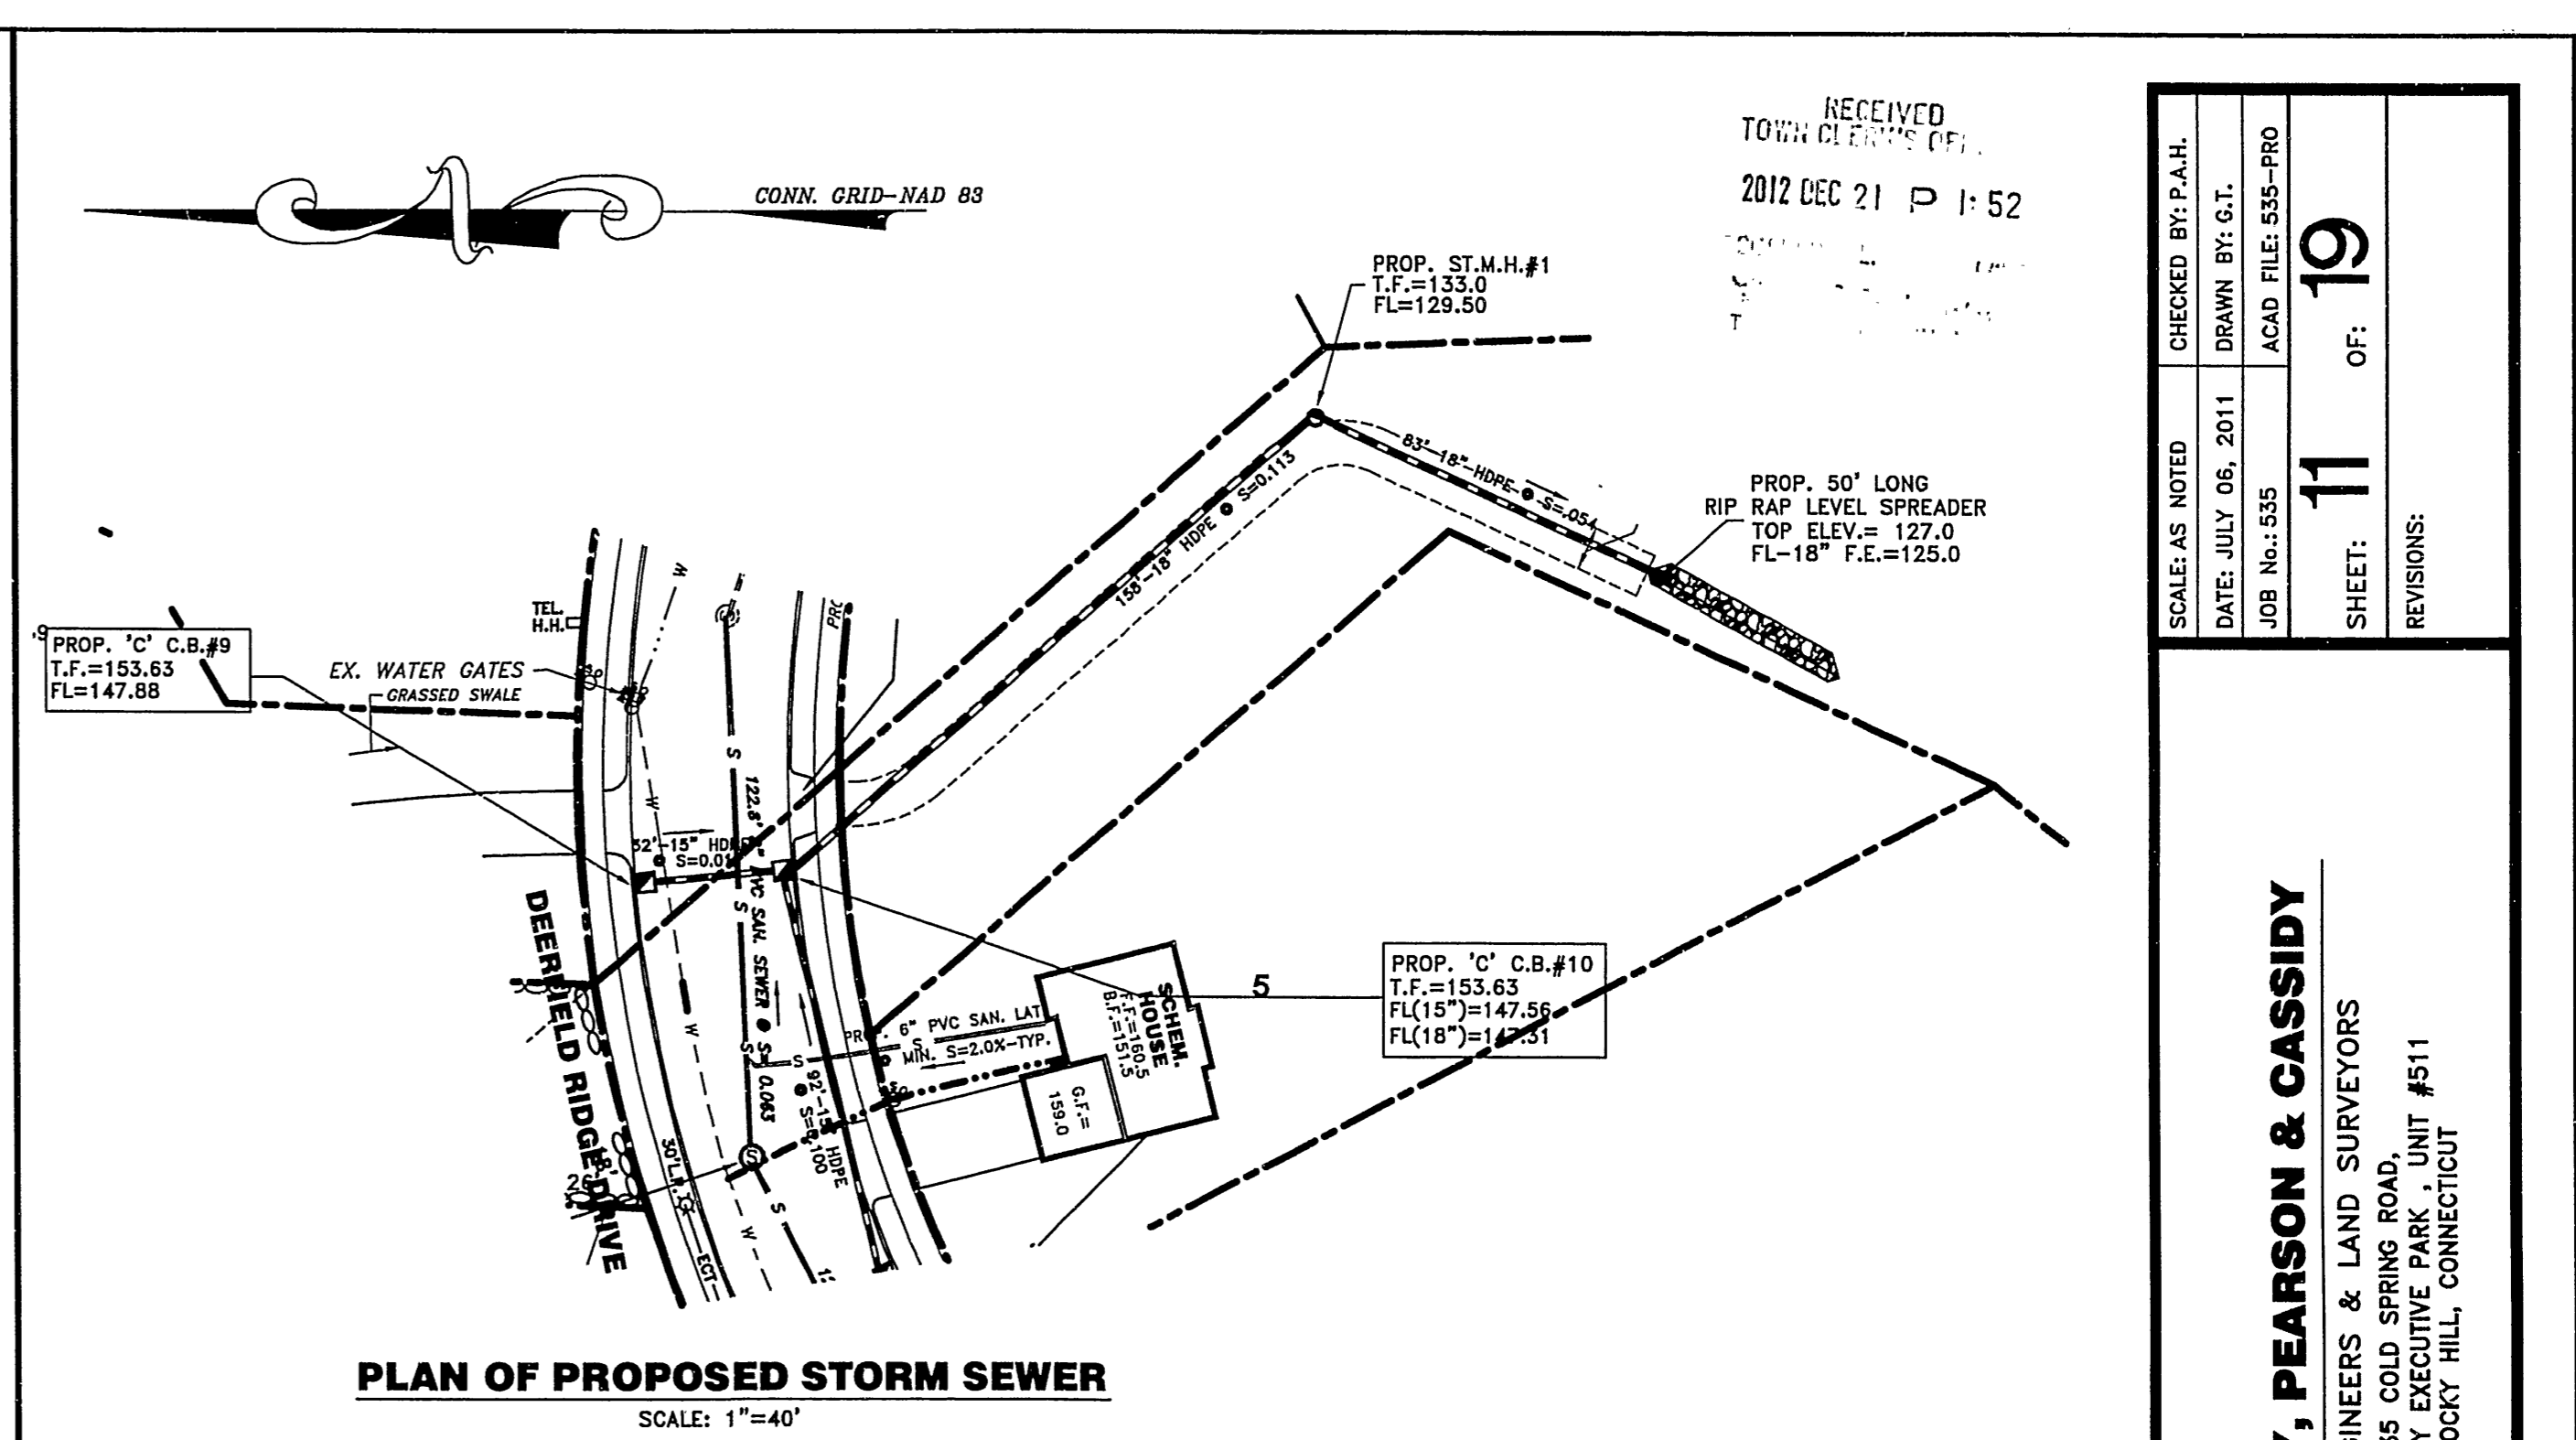 RECEIVED
TOWN CLERK'S
2012 DEC 21 P 1:52
CONN. GRID-NAD 83
PROP. ST.M.H.#1
T.F.=133.0
FL=129.50
83'-18" HDPE S=.054
158'-18" HDPE S=0.113
PROP. 50' LONG
RIP RAP LEVEL SPREADER
TOP ELEV.= 127.0
FL-18" F.E.=125.0
TEL.
H.H.
PROP. 'C' C.B.#9
T.F.=153.63
FL=147.88
EX. WATER GATES
GRASSED SWALE
W
W
W
W
S
S
S
S
S
S
32'-15"
122.8'
SAN. SEWER S= 0.063
DEERFIELD RIDGE DRIVE
PROP. 'C' C.B.#10
T.F.=153.63
FL(15")=147.56
FL(18")=147.31
5
6" PVC SAN. LAT
MIN. S=2.0%-TYP.
92'-15" HDPE
SCHEM.
HOUSE
F.F.=160.5
B.F.=151.5
G.F.=
159.0
ECT
PLAN OF PROPOSED STORM SEWER
SCALE: 1"=40'
SCALE: AS NOTED
CHECKED BY: P.A.H.
DATE: JULY 06, 2011
DRAWN BY: G.T.
JOB No.: 535
ACAD FILE: 535-PRO
SHEET: 11 OF: 19
REVISIONS:
, PEARSON & CASSIDY
GINEERS & LAND SURVEYORS
35 COLD SPRING ROAD,
Y EXECUTIVE PARK , UNIT #511
OCKY HILL, CONNECTICUT